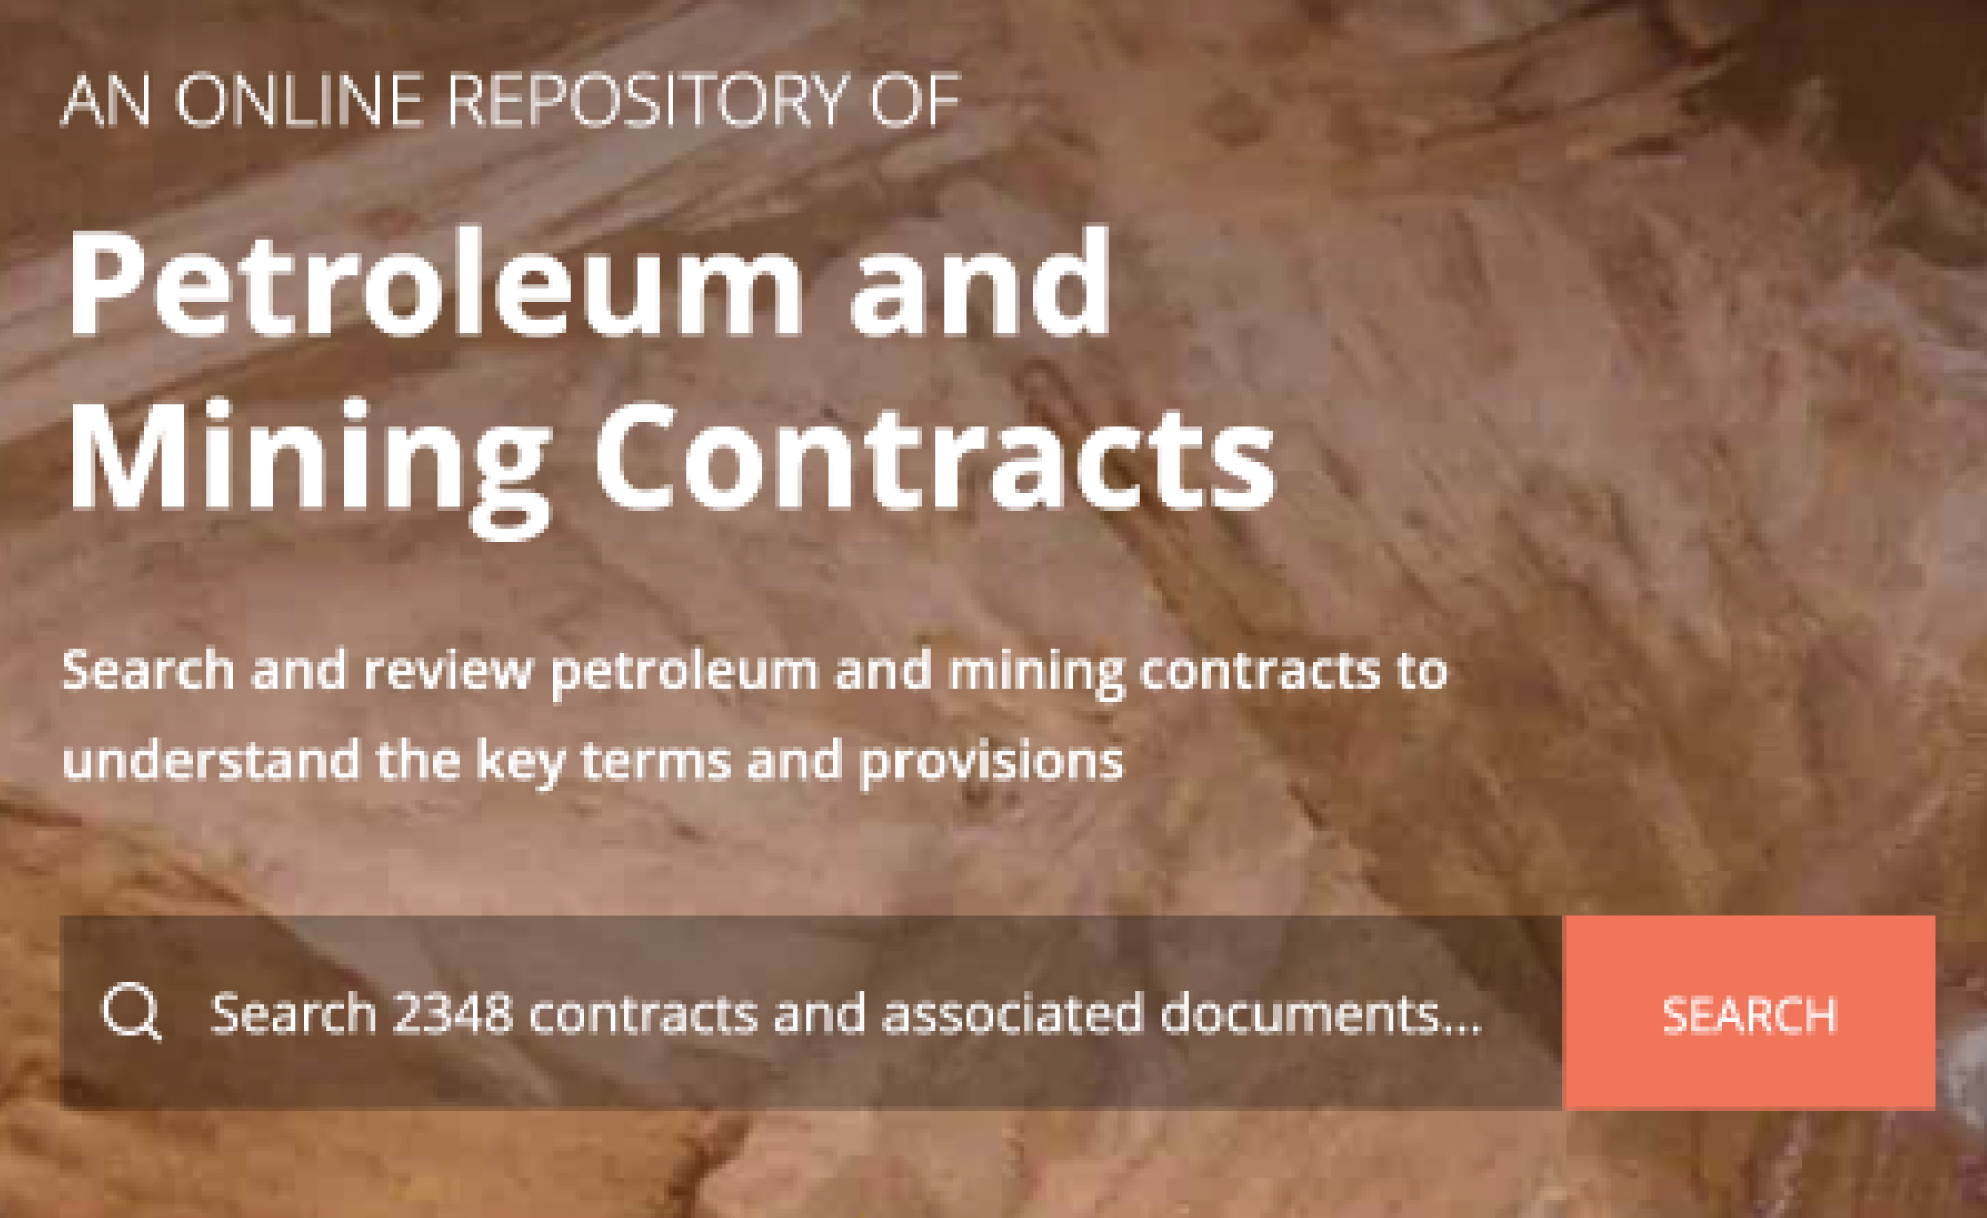 AN ONLINE REPOSITORY OF
Petroleum and
Mining Contracts
Search and review petroleum and mining contracts to
understand the key terms and provisions
Search 2348 contracts and associated documents...
SEARCH